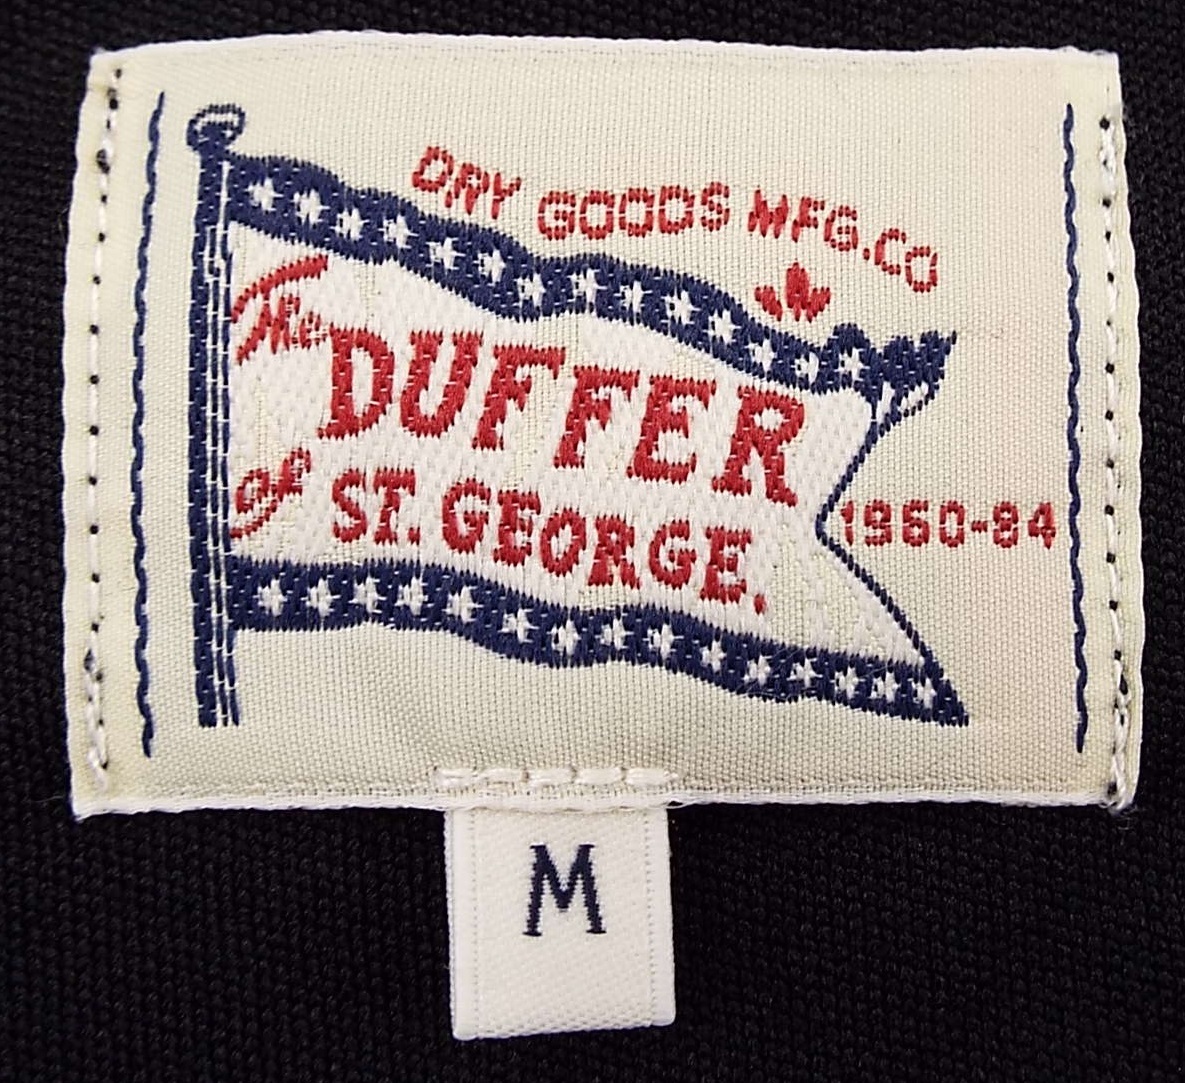 DRY GOODS MFG.CO
The DUFFER
of ST. GEORGE.
1960-84
M